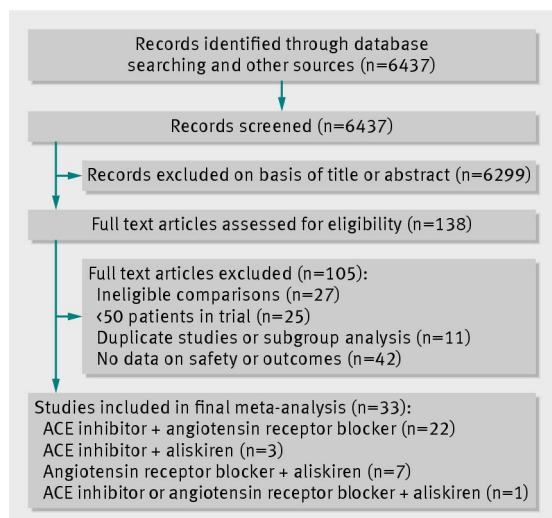 Records identified through database
searching and other sources (n=6437)
Records screened (n=6437)
Records excluded on basis of title or abstract (n=6299)
Full text articles assessed for eligibility (n=138)
Full text articles excluded (n=105):
Ineligible comparisons (n=27)
<50 patients in trial (n=25)
Duplicate studies or subgroup analysis (n=11)
No data on safety or outcomes (n=42)
Studies included in final meta-analysis (n=33):
ACE inhibitor + angiotensin receptor blocker (n=22)
ACE inhibitor + aliskiren (n=3)
Angiotensin receptor blocker + aliskiren (n=7)
ACE inhibitor or angiotensin receptor blocker + aliskiren (n=1)